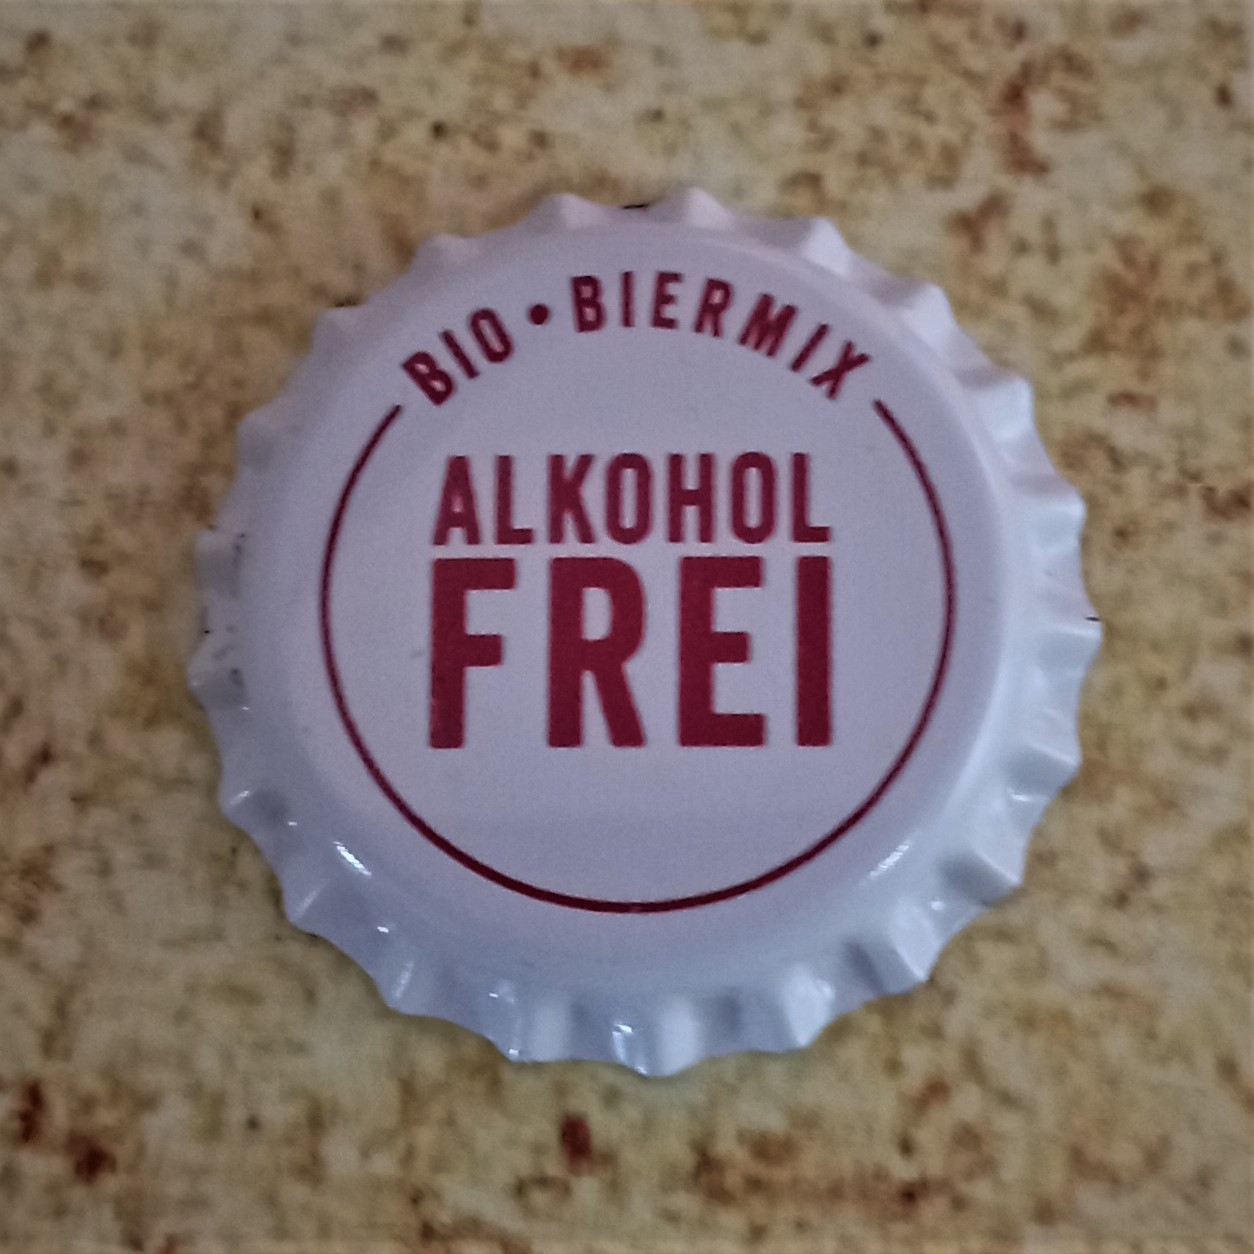 BIO • BIERMIX
ALKOHOL
FREI